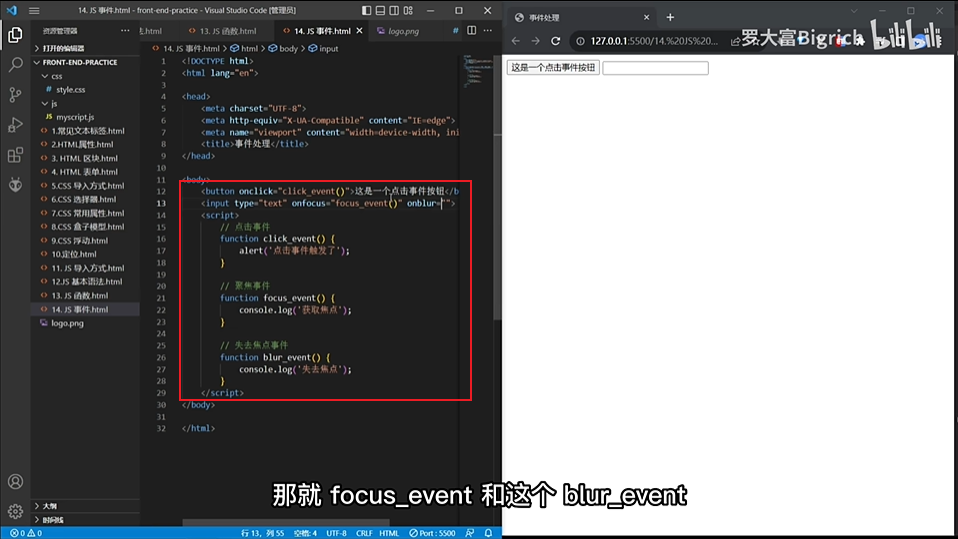 14. JS 事件.html - front-end-practice - Visual Studio Code [管理员]
资源管理器
打开的编辑器
FRONT-END-PRACTICE
css
# style.css
js
JS myscript.js
1.常见文本标签.html
2.HTML属性.html
3. HTML 区块.html
4. HTML 表单.html
5.CSS 导入方式.html
6.CSS 选择器.html
7.CSS 常用属性.html
8.CSS 盒子模型.html
9.CSS 浮动.html
10.定位.html
11. JS 导入方式.html
12.JS 基本语法.html
13. JS 函数.html
14. JS 事件.html
logo.png
大纲
时间线
.html
13. JS 函数.html
14. JS 事件.html
logo.png
#
14. JS 事件.html > html > body > input
1 <!DOCTYPE html>
2 <html lang="en">
3
4 <head>
5 <meta charset="UTF-8">
6 <meta http-equiv="X-UA-Compatible" content="IE=edge">
7 <meta name="viewport" content="width=device-width, ini
8 <title>事件处理</title>
9 </head>
10
11 <body>
12 <button onclick="click_event()">这是一个点击事件按钮</b
13 <input type="text" onfocus="focus_event()" onblur="">
14 <script>
15 // 点击事件
16 function click_event() {
17 alert('点击事件触发了');
18 }
19
20 // 聚焦事件
21 function focus_event() {
22 console.log('获取焦点');
23 }
24
25 // 失去焦点事件
26 function blur_event() {
27 console.log('失去焦点');
28 }
29 </script>
30 </body>
31
32 </html>
0 0
行 13，列 55
空格: 4
UTF-8
CRLF
HTML
Port : 5500
事件处理
127.0.0.1:5500/14.%20JS%20...
罗大富Bigrich
bilibili
这是一个点击事件按钮
那就 focus_event 和这个 blur_event